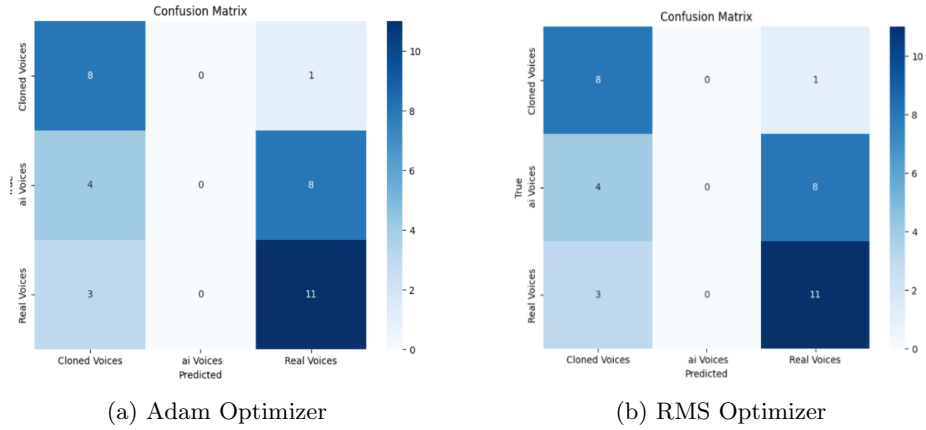 Confusion Matrix
Cloned Voices
ai Voices
Real Voices
8 0 1
4 0 8
3 0 11
Cloned Voices ai Voices Real Voices
Predicted
10
8
6
4
2
0
(a) Adam Optimizer
Confusion Matrix
True
Cloned Voices
ai Voices
Real Voices
8 0 1
4 0 8
3 0 11
Cloned Voices ai Voices Real Voices
Predicted
10
8
6
4
2
0
(b) RMS Optimizer